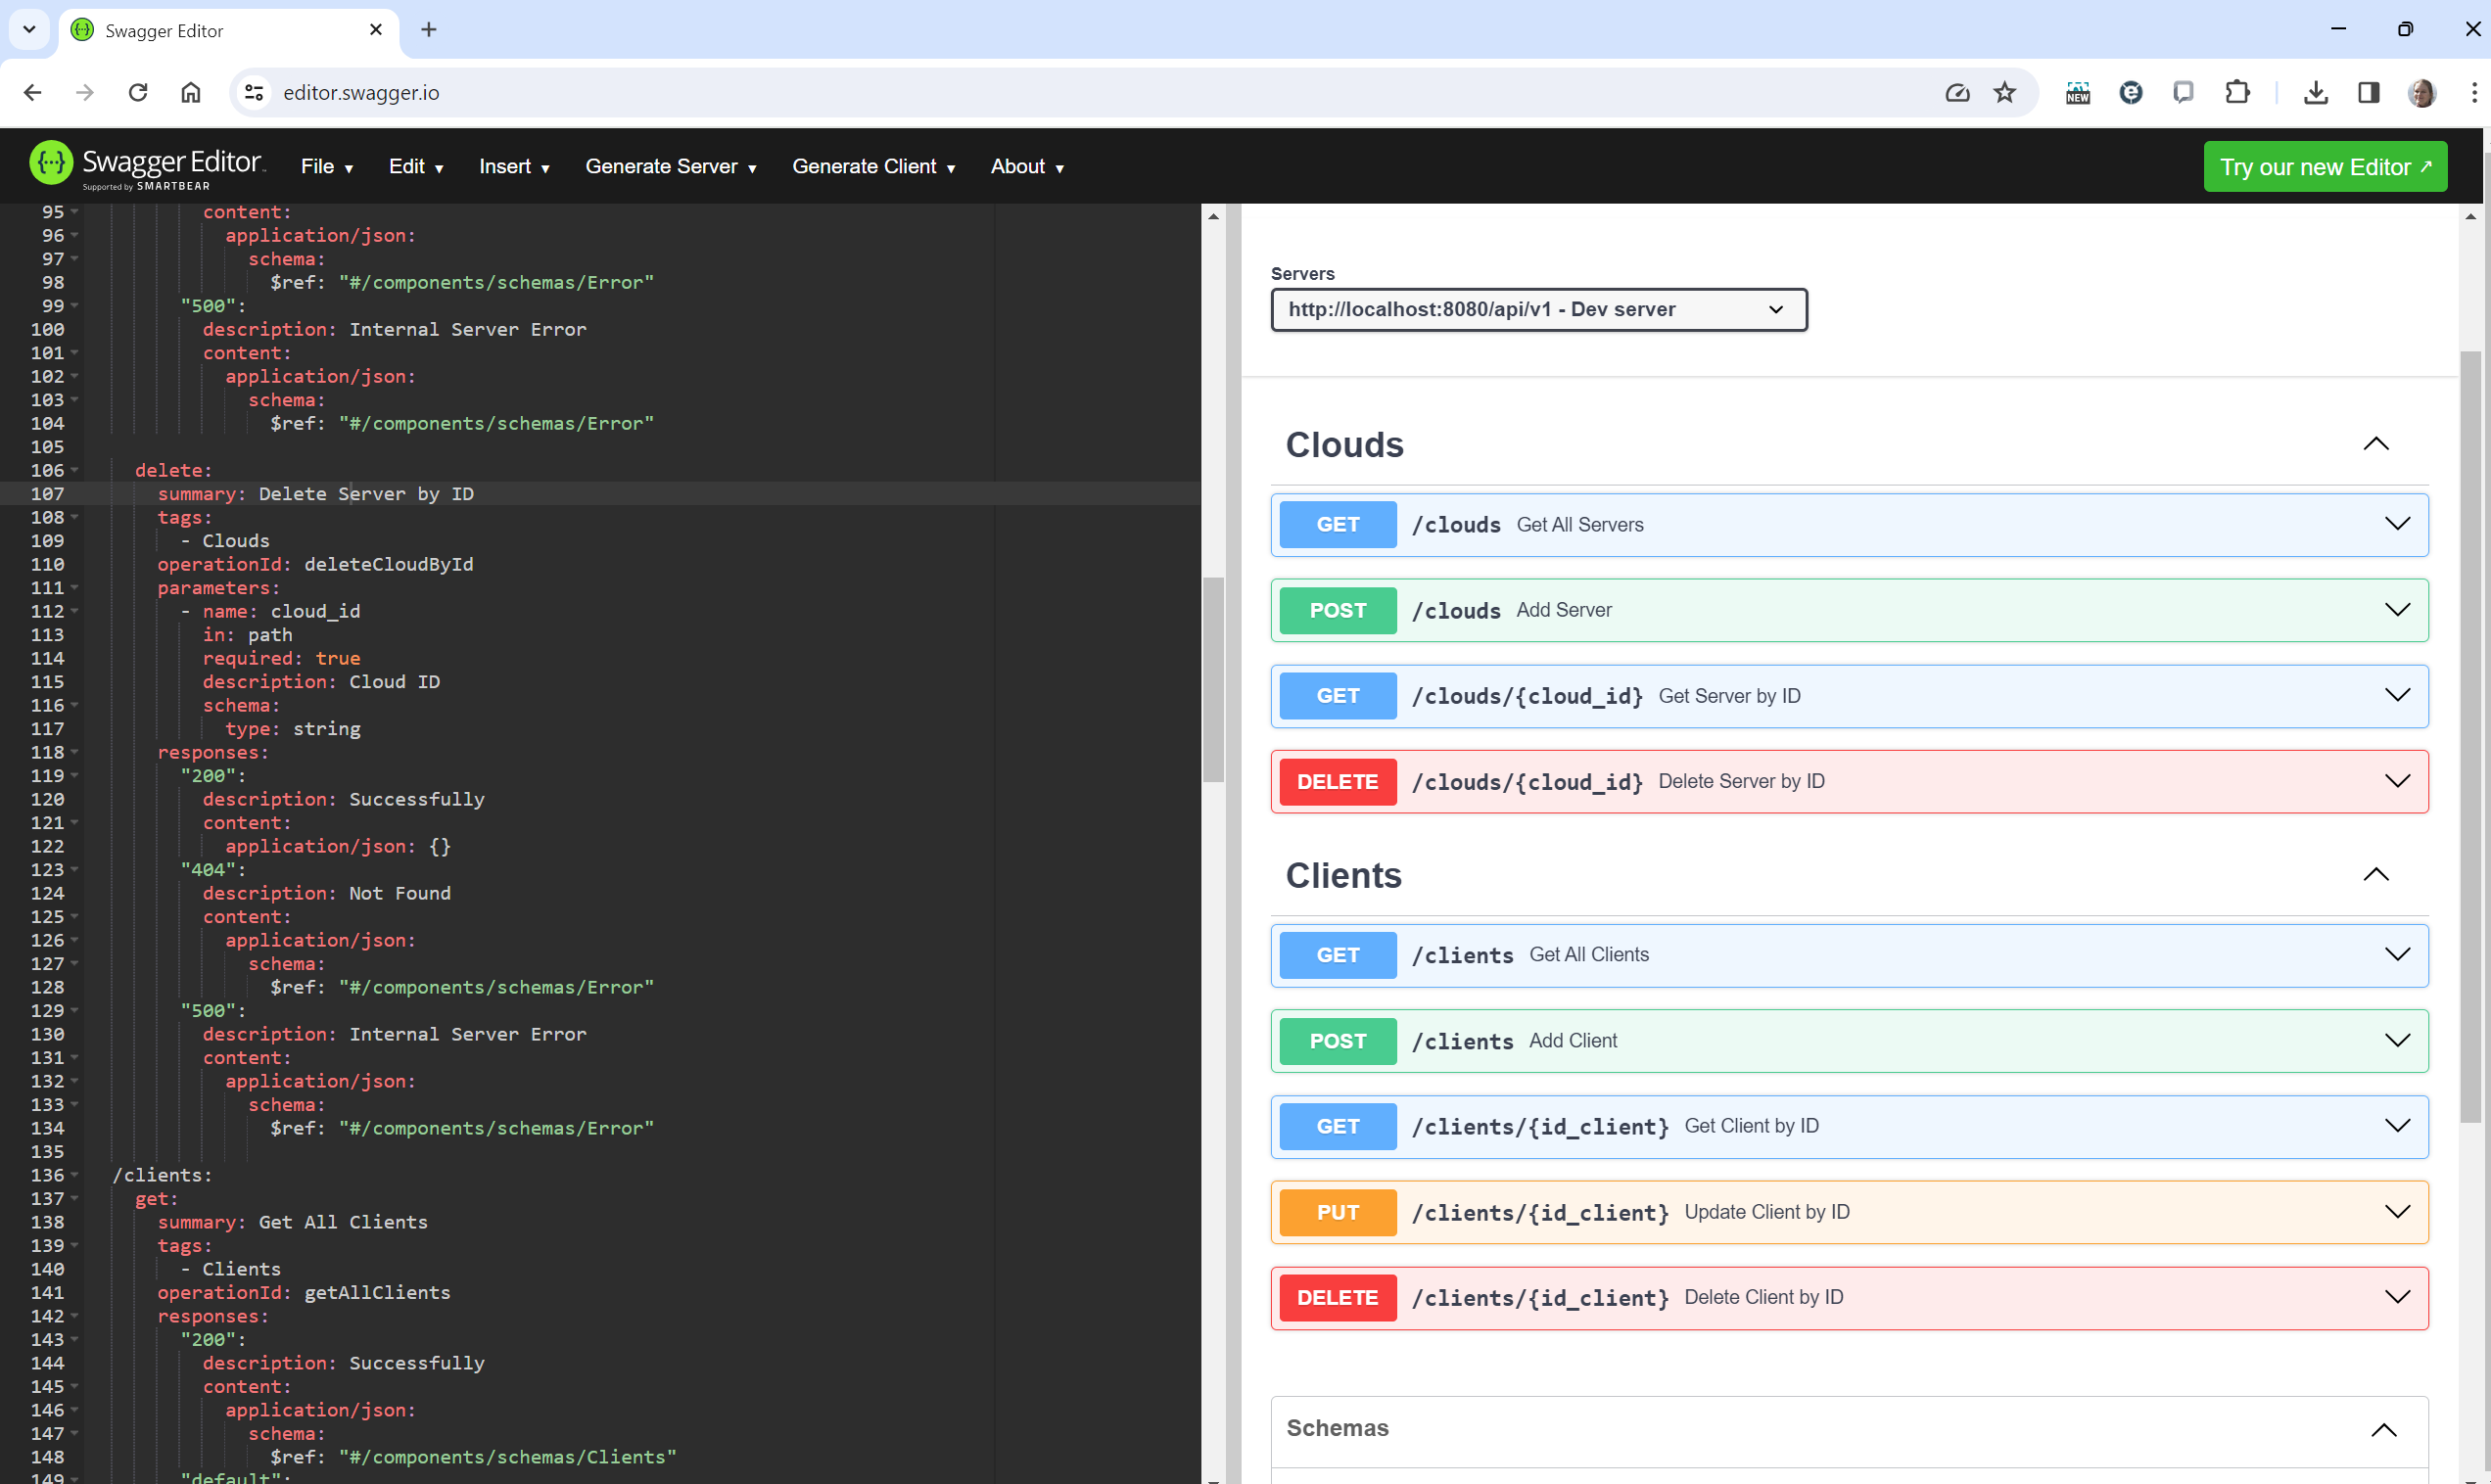 Swagger Editor
editor.swagger.io
NEW
{...} Swagger Editor
Supported by SMARTBEAR
File Edit Insert Generate Server Generate Client About
Try our new Editor ↗
95 content:
96 application/json:
97 schema:
98 $ref: "#/components/schemas/Error"
99 "500":
100 description: Internal Server Error
101 content:
102 application/json:
103 schema:
104 $ref: "#/components/schemas/Error"
105
106 delete:
107 summary: Delete Server by ID
108 tags:
109 - Clouds
110 operationId: deleteCloudById
111 parameters:
112 - name: cloud_id
113 in: path
114 required: true
115 description: Cloud ID
116 schema:
117 type: string
118 responses:
119 "200":
120 description: Successfully
121 content:
122 application/json: {}
123 "404":
124 description: Not Found
125 content:
126 application/json:
127 schema:
128 $ref: "#/components/schemas/Error"
129 "500":
130 description: Internal Server Error
131 content:
132 application/json:
133 schema:
134 $ref: "#/components/schemas/Error"
135
136 /clients:
137 get:
138 summary: Get All Clients
139 tags:
140 - Clients
141 operationId: getAllClients
142 responses:
143 "200":
144 description: Successfully
145 content:
146 application/json:
147 schema:
148 $ref: "#/components/schemas/Clients"
149 "default":
Servers
http://localhost:8080/api/v1 - Dev server
Clouds
GET /clouds Get All Servers
POST /clouds Add Server
GET /clouds/{cloud_id} Get Server by ID
DELETE /clouds/{cloud_id} Delete Server by ID
Clients
GET /clients Get All Clients
POST /clients Add Client
GET /clients/{id_client} Get Client by ID
PUT /clients/{id_client} Update Client by ID
DELETE /clients/{id_client} Delete Client by ID
Schemas